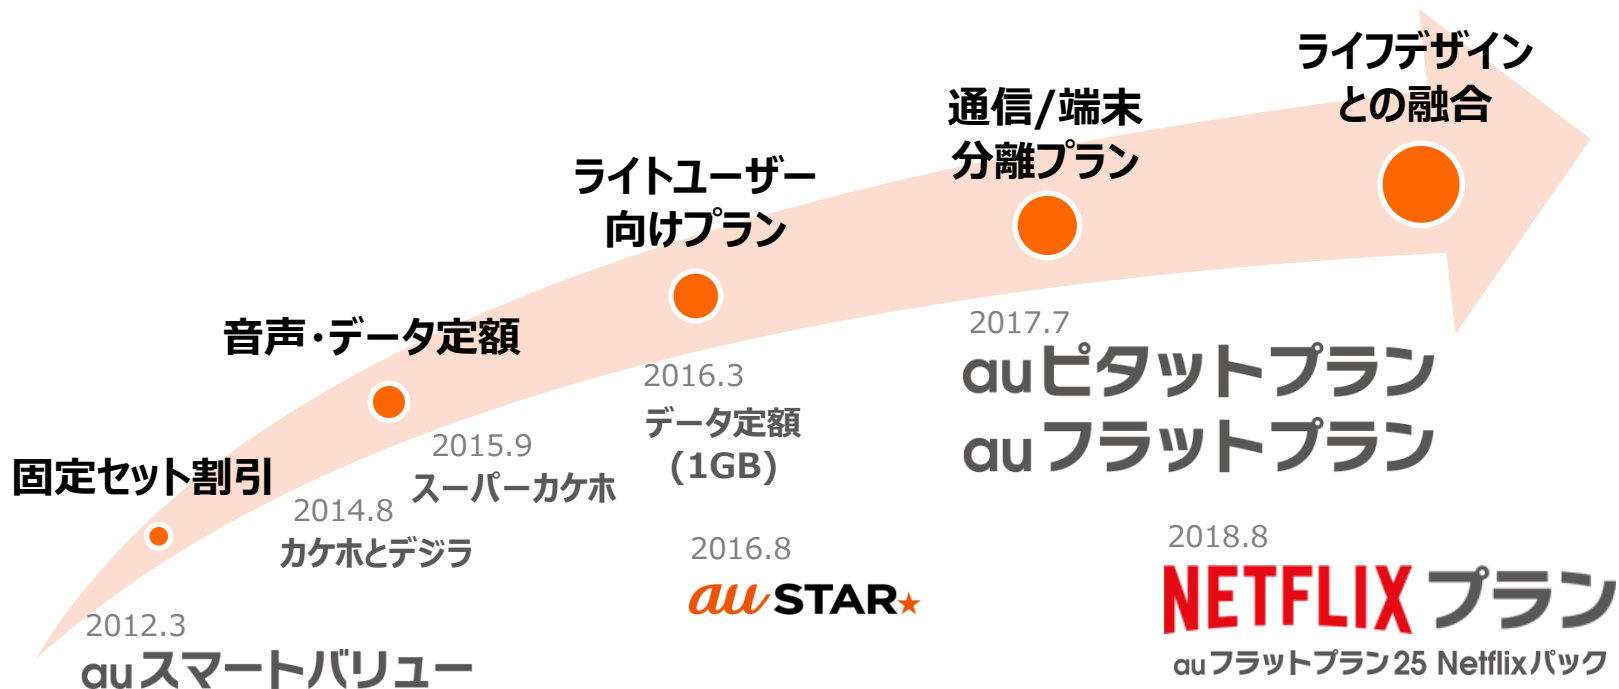 固定セット割引
2012.3
auスマートバリュー
音声・データ定額
2014.8
カケホとデジラ
2015.9
スーパーカケホ
ライトユーザー
向けプラン
2016.3
データ定額
(1GB)
2016.8
au STAR★
通信/端末
分離プラン
2017.7
auピタットプラン
auフラットプラン
ライフデザイン
との融合
2018.8
NETFLIXプラン
auフラットプラン25 Netflixパック